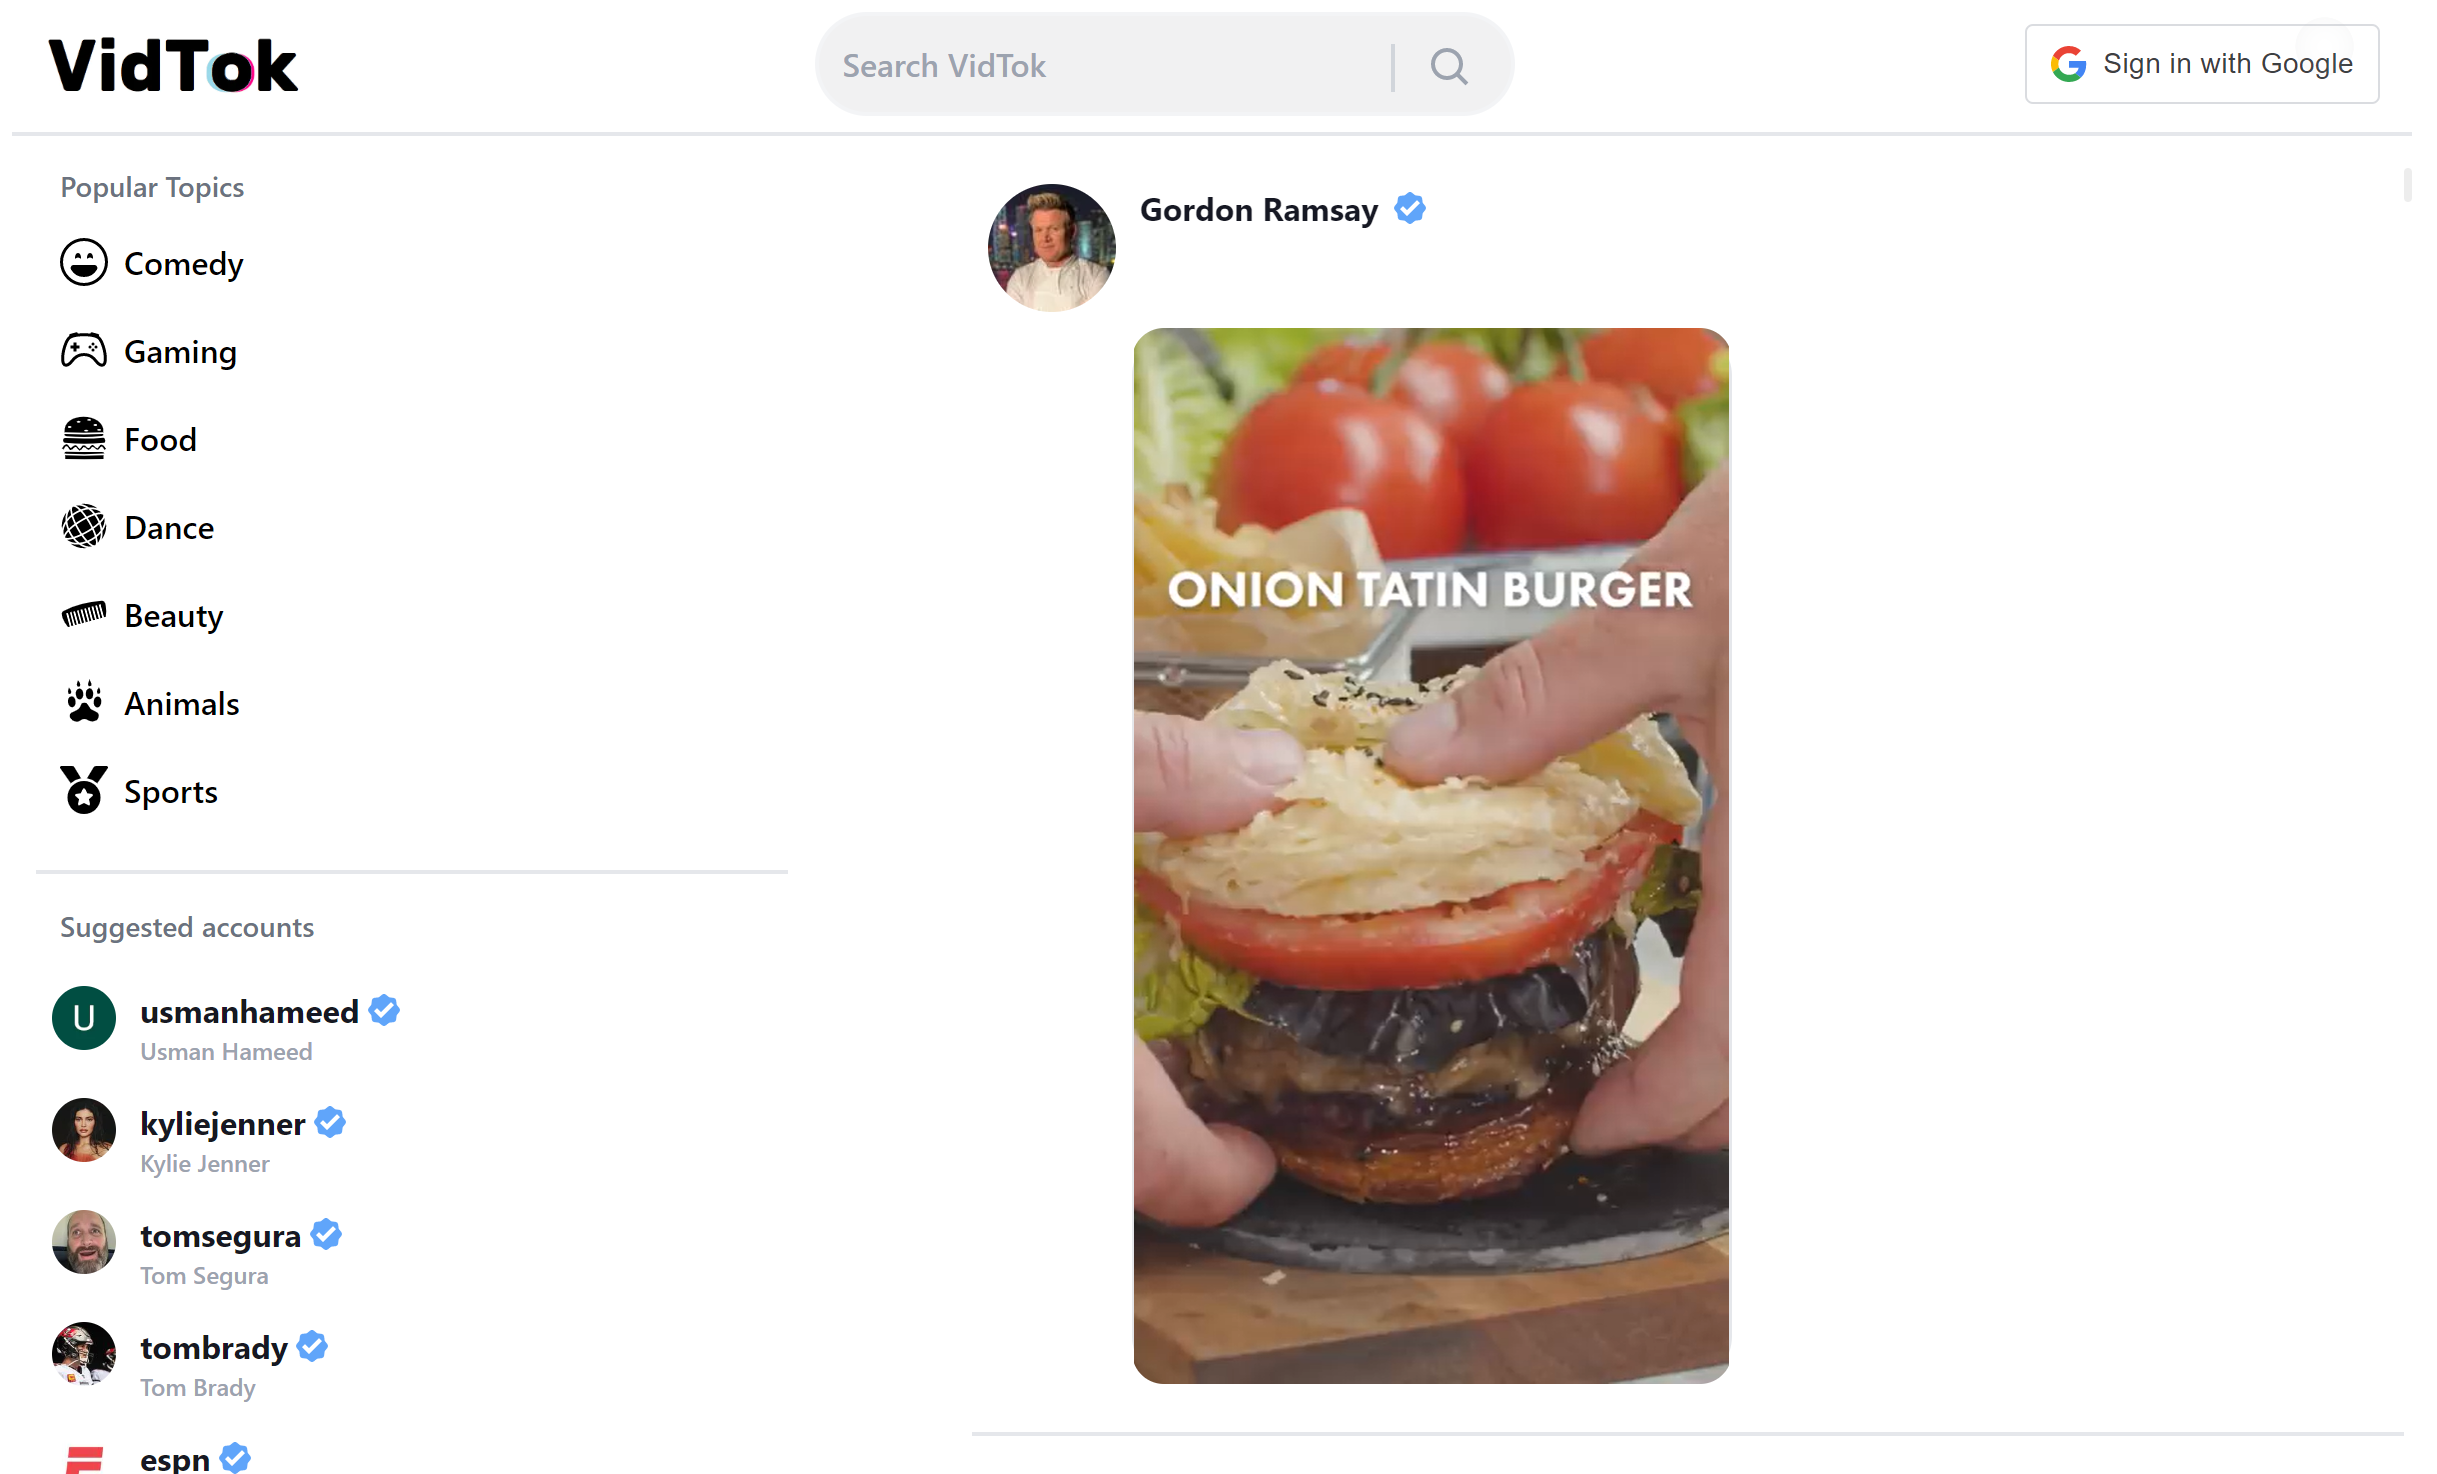 VidTok
Search VidTok
Sign in with Google
Popular Topics
Comedy
Gaming
Food
Dance
Beauty
Animals
Sports
Suggested accounts
U
usmanhameed
Usman Hameed
kyliejenner
Kylie Jenner
tomsegura
Tom Segura
tombrady
Tom Brady
espn
Gordon Ramsay
ONION TATIN BURGER